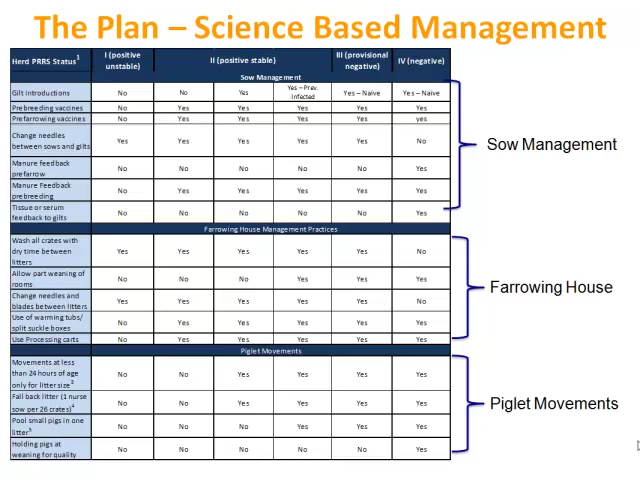 The Plan – Science Based Management
Herd PRRS Status1 I (positive unstable) II (positive stable) III (provisional negative) IV (negative)
Sow Management
Gilt Introductions No No Yes Yes – Prev. Infected Yes – Naïve Yes – Naïve
Prebreeding vaccines No Yes Yes Yes Yes Yes
Prefarrowing vaccines No Yes Yes Yes Yes yes
Change needles between sows and gilts Yes Yes Yes Yes Yes No
Manure feedback prefarrow No No No No No Yes
Manure Feedback prebreeding No Yes Yes Yes Yes Yes
Tissue or serum feedback to gilts No No No No No Yes
Sow Management
Farrowing House Management Practices
Wash all crates with dry time between litters Yes Yes Yes Yes Yes No
Allow part weaning of rooms No No No Yes Yes Yes
Change needles and blades between litters Yes Yes Yes Yes Yes No
Use of warming tubs/ split suckle boxes No Yes Yes Yes Yes Yes
Use Processing carts No Yes Yes Yes Yes Yes
Farrowing House
Piglet Movements
Movements at less than 24 hours of age only for litter size3 No No Yes Yes Yes Yes
Fall back litter (1 nurse sow per 26 crates)4 No No Yes Yes Yes Yes
Pool small pigs in one litter5 No No No Yes Yes Yes
Holding pigs at weaning for quality No No No No No Yes
Piglet Movements